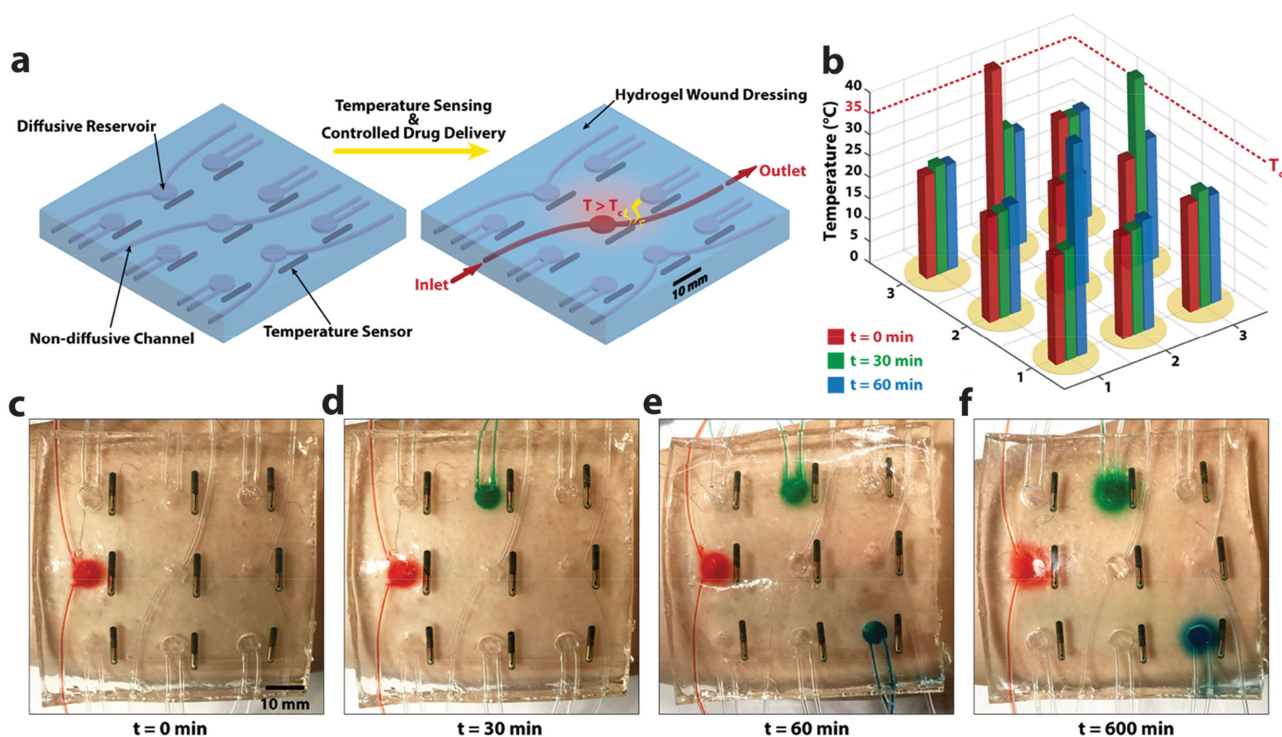 a
Diffusive Reservoir
Non-diffusive Channel
Temperature Sensor
Temperature Sensing
&
Controlled Drug Delivery
Hydrogel Wound Dressing
T > Tc
Inlet
Outlet
10 mm
b
Temperature (°C)
40
35
30
25
20
15
10
5
0
Tc
3
2
1
1
2
3
t = 0 min
t = 30 min
t = 60 min
c
d
e
f
10 mm
t = 0 min
t = 30 min
t = 60 min
t = 600 min